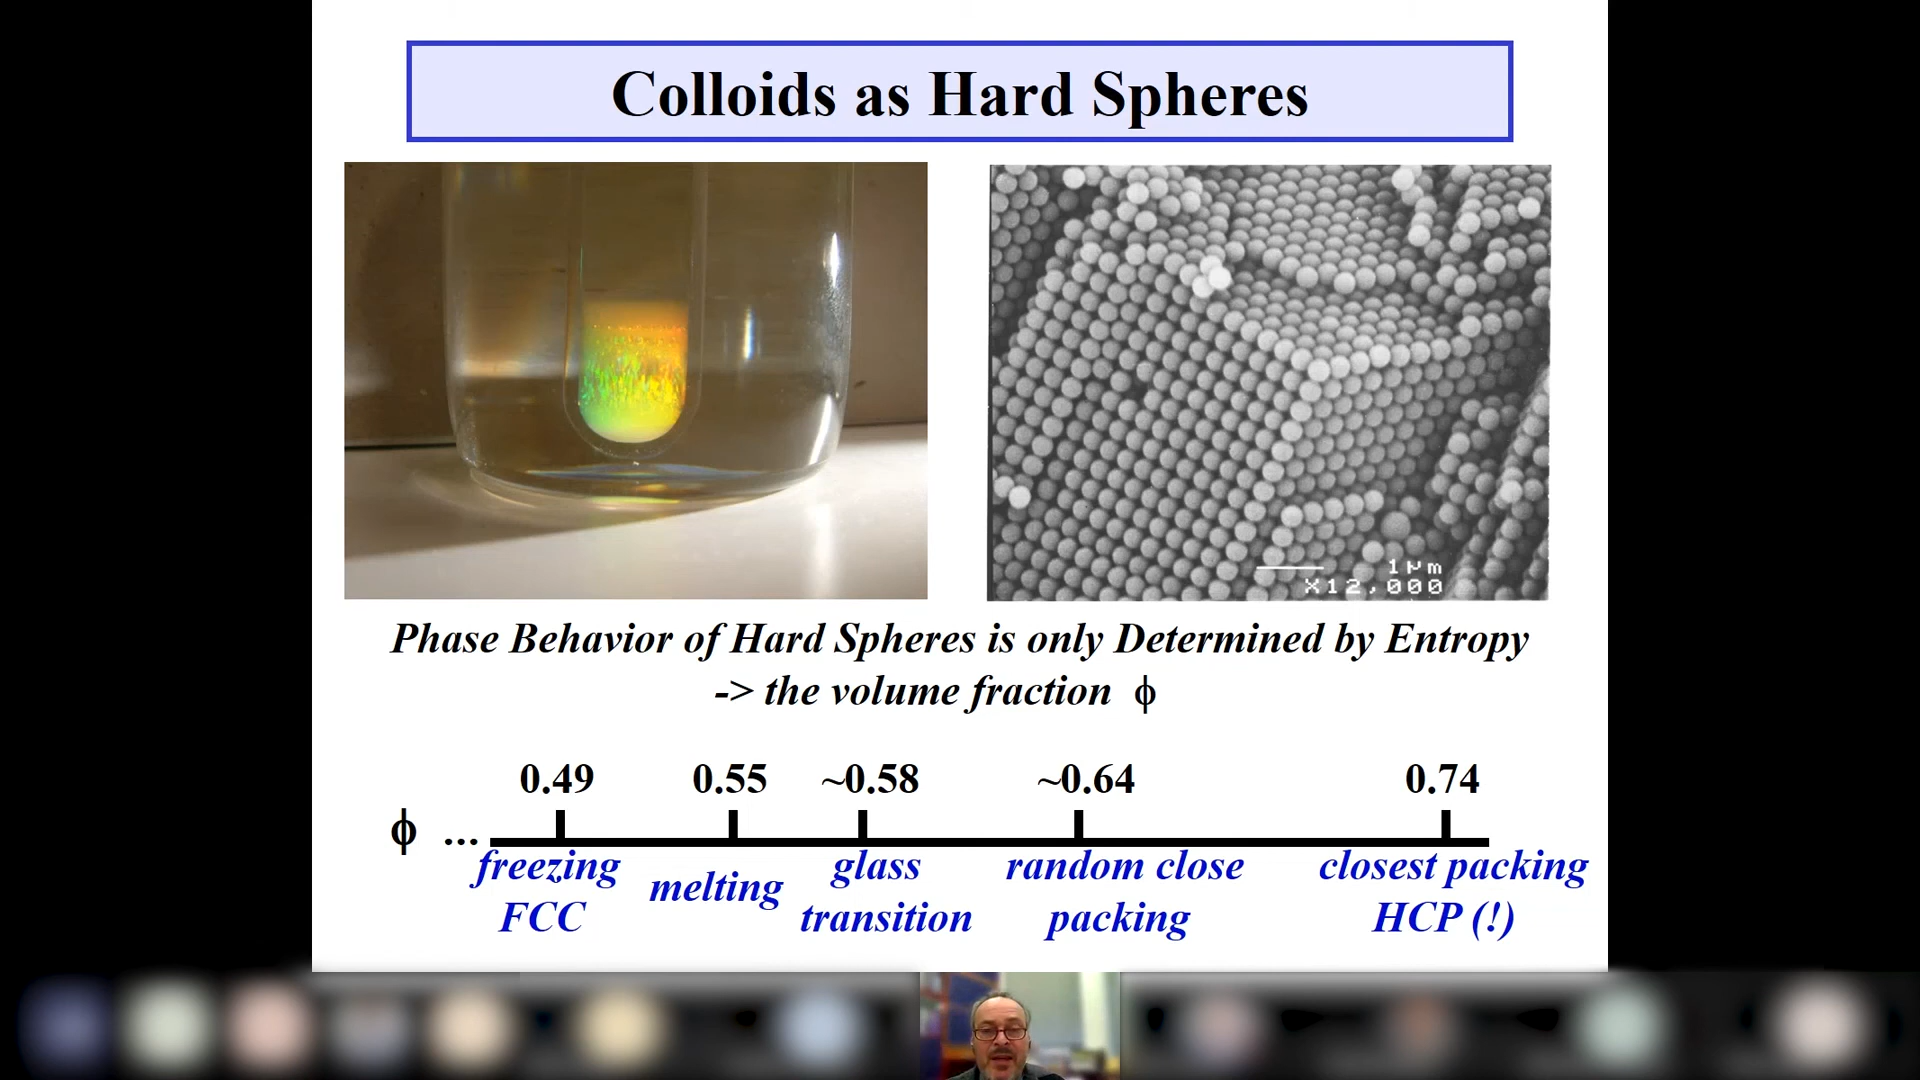 Colloids as Hard Spheres
1µm
X12,000
Phase Behavior of Hard Spheres is only Determined by Entropy
-> the volume fraction ϕ
0.49 0.55 ~0.58 ~0.64 0.74
ϕ ...
freezing melting glass random close closest packing
FCC transition packing HCP (!)